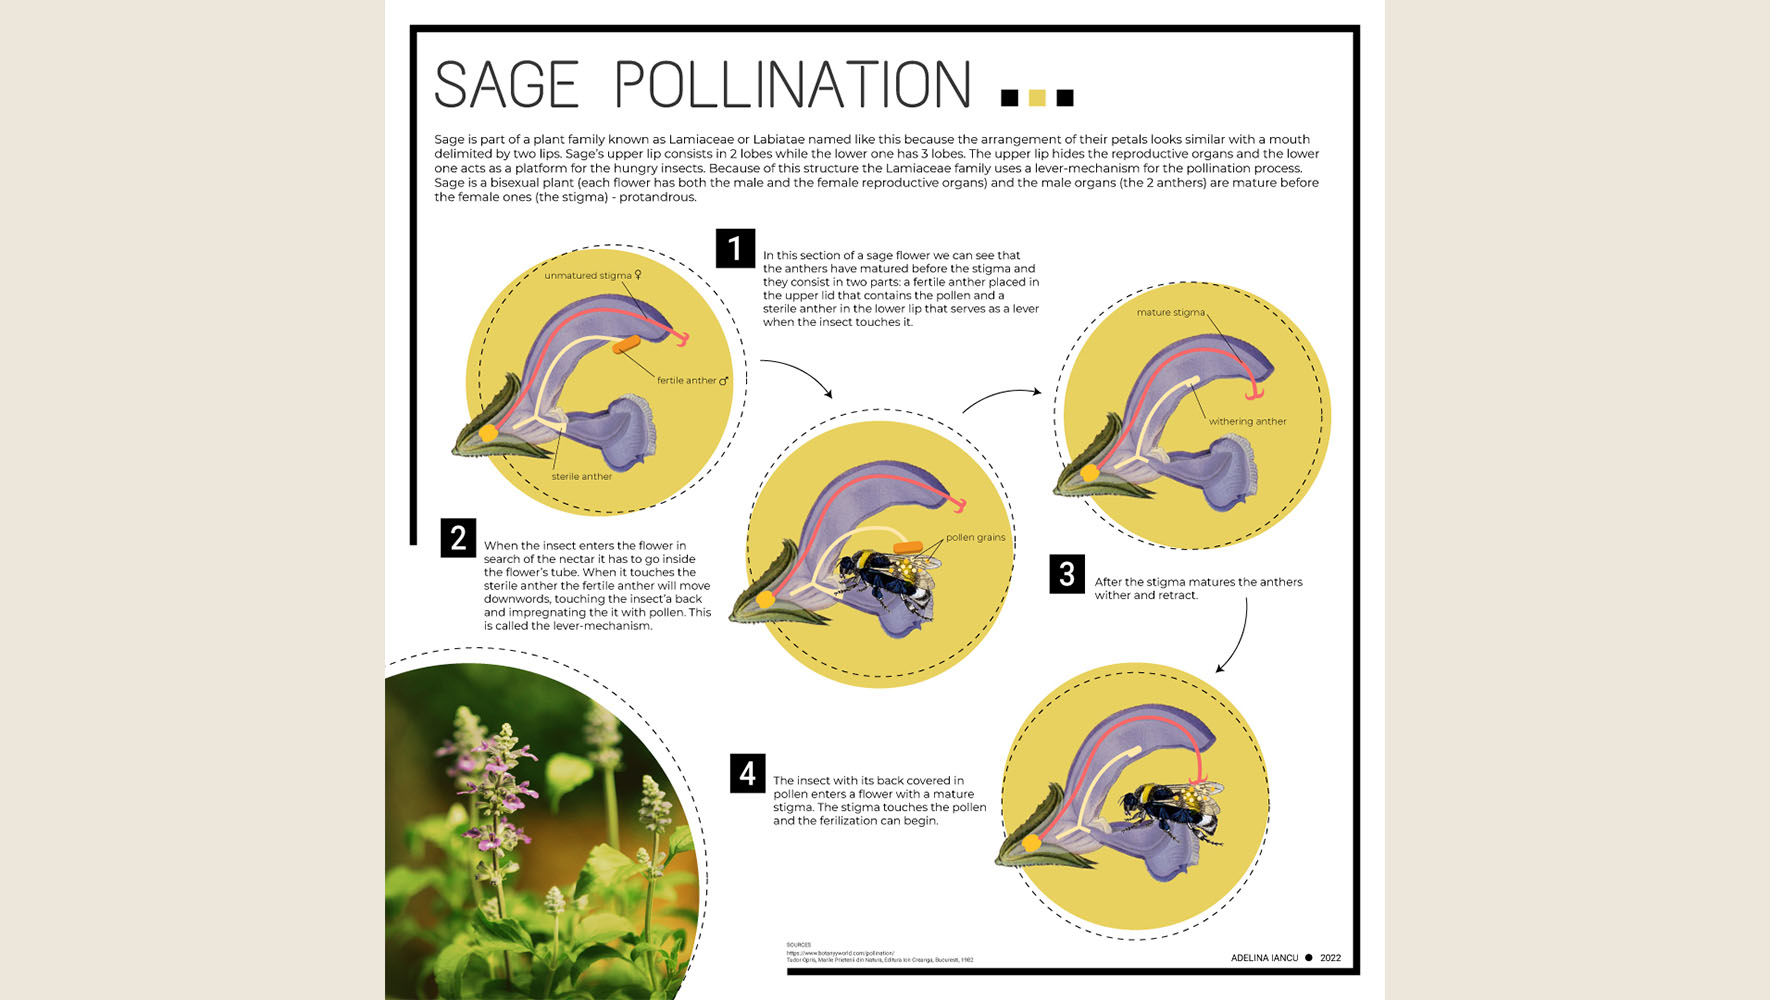 SAGE POLLINATION
Sage is part of a plant family known as Lamiaceae or Labiatae named like this because the arrangement of their petals looks similar with a mouth
delimited by two lips. Sage's upper lip consists in 2 lobes while the lower one has 3 lobes. The upper lip hides the reproductive organs and the lower
one acts as a platform for the hungry insects. Because of this structure the Lamiaceae family uses a lever-mechanism for the pollination process.
Sage is a bisexual plant (each flower has both the male and the female reproductive organs) and the male organs (the 2 anthers) are mature before
the female ones (the stigma) - protandrous.
1
In this section of a sage flower we can see that
the anthers have matured before the stigma and
they consist in two parts: a fertile anther placed in
the upper lid that contains the pollen and a
sterile anther in the lower lip that serves as a lever
when the insect touches it.
unmatured stigma ♀
fertile anther ♂
sterile anther
mature stigma
withering anther
2
When the insect enters the flower in
search of the nectar it has to go inside
the flower's tube. When it touches the
sterile anther the fertile anther will move
downwords, touching the insect'a back
and impregnating the it with pollen. This
is called the lever-mechanism.
pollen grains
3
After the stigma matures the anthers
wither and retract.
4
The insect with its back covered in
pollen enters a flower with a mature
stigma. The stigma touches the pollen
and the ferilization can begin.
SOURCES
https://www.botanyworld.com/pollination/
Tudor Opris, Marile Prietenii din Natura, Editura Ion Creanga, Bucuresti, 1982
ADELINA IANCU ● 2022